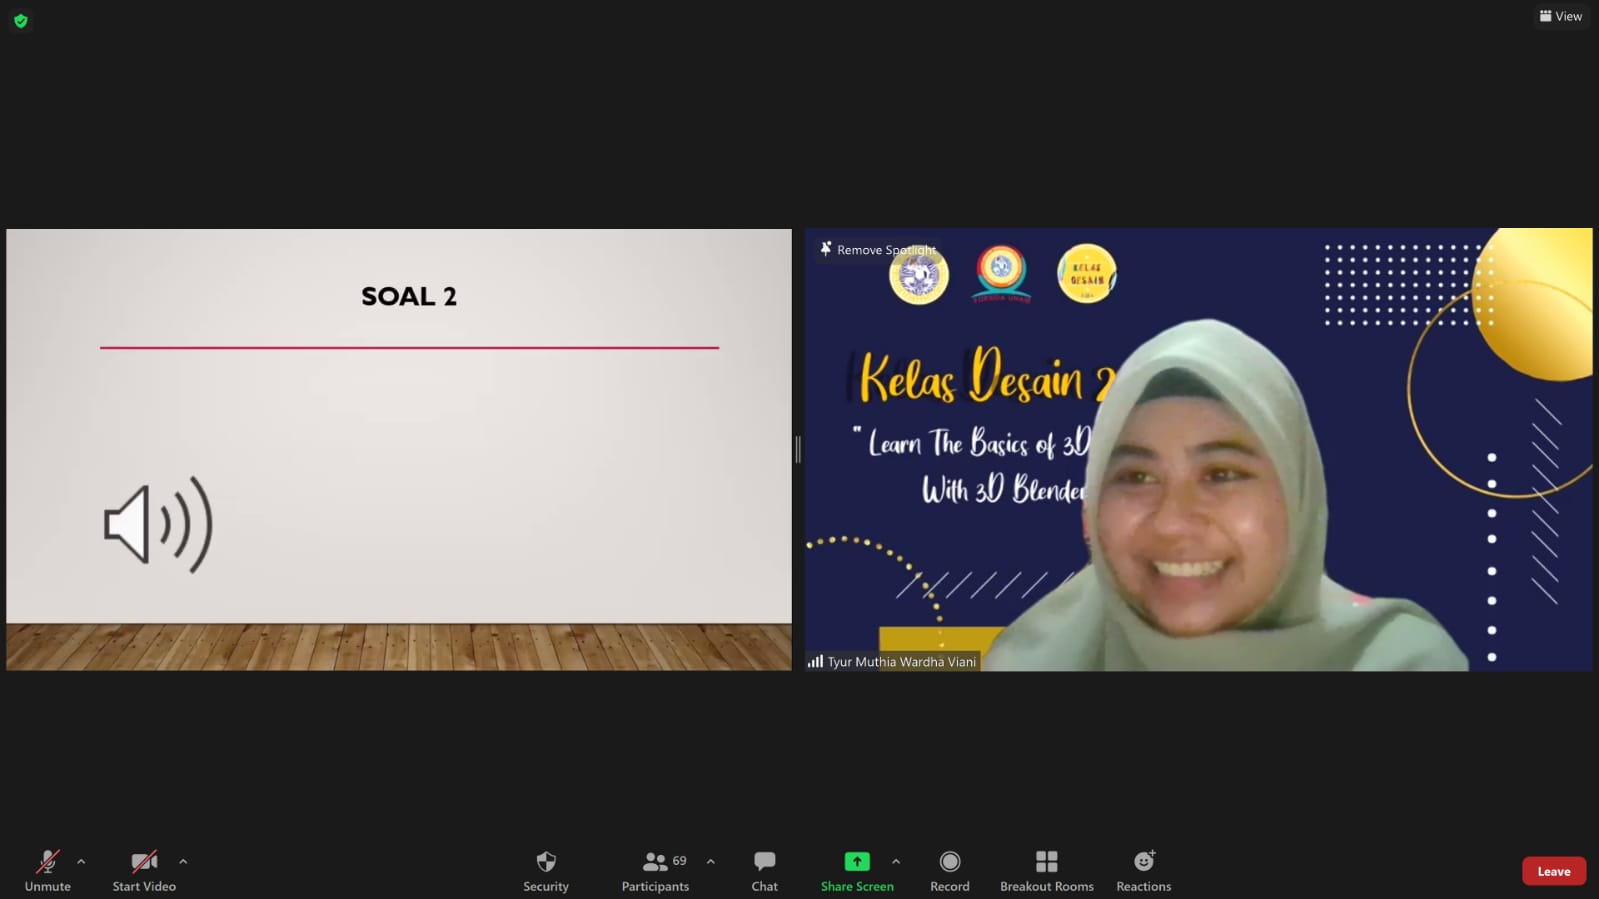 View
SOAL 2
Remove Spotlight
KELAS
DESAIN
Kelas Desain 2
" Learn The Basics of 3D
With 3D Blender
Tyur Muthia Wardha Viani
Unmute
Start Video
Security
69
Participants
Chat
Share Screen
Record
Breakout Rooms
Reactions
Leave